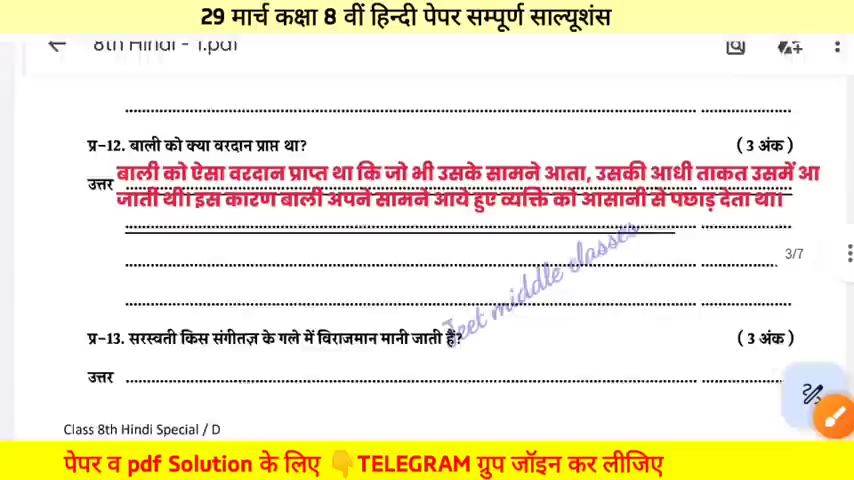 29 मार्च कक्षा 8 वीं हिन्दी पेपर सम्पूर्ण साल्यूशंस
8th Hindi - 1.pdf
प्र-12. बाली को क्या वरदान प्राप्त था? (3 अंक)
उत्तर बाली को ऐसा वरदान प्राप्त था कि जो भी उसके सामने आता, उसकी आधी ताकत उसमें आ
जाती थी। इस कारण बाली अपने सामने आये हुए व्यक्ति को आसानी से पछाड़ देता था।
3/7
Jeet middle classes
प्र-13. सरस्वती किस संगीतज्ञ के गले में विराजमान मानी जाती हैं? (3 अंक)
उत्तर
Class 8th Hindi Special / D
पेपर व pdf Solution के लिए 👇TELEGRAM ग्रुप जॉइन कर लीजिए